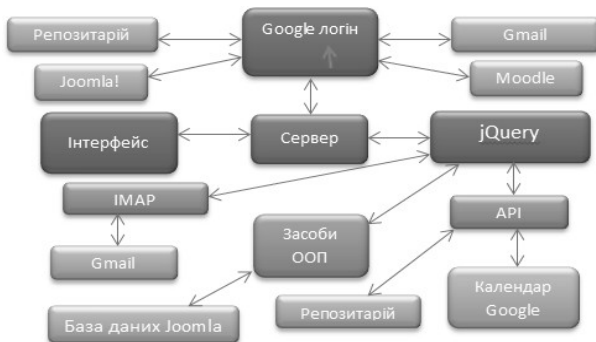 Репозитарій
Google логін
Gmail
Joomla!
Moodle
Інтерфейс
Сервер
jQuery
IMAP
API
Gmail
Засоби
ООП
Календар
Google
База даних Joomla
Репозитарій